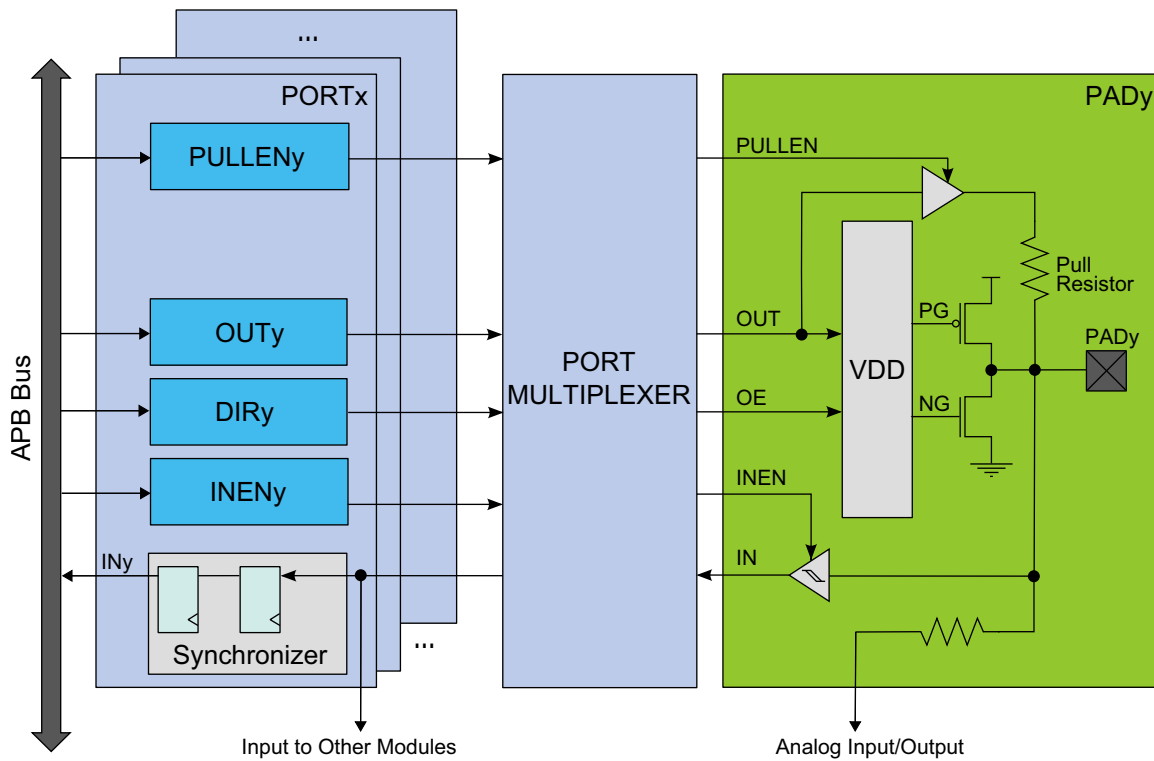 ...
PORTx
PADy
PULLENy
PULLEN
Pull
Resistor
OUTy
OUT
PG
PADy
APB Bus
PORT
MULTIPLEXER
VDD
DIRy
OE
NG
INENy
INEN
INy
IN
Synchronizer
...
Input to Other Modules
Analog Input/Output